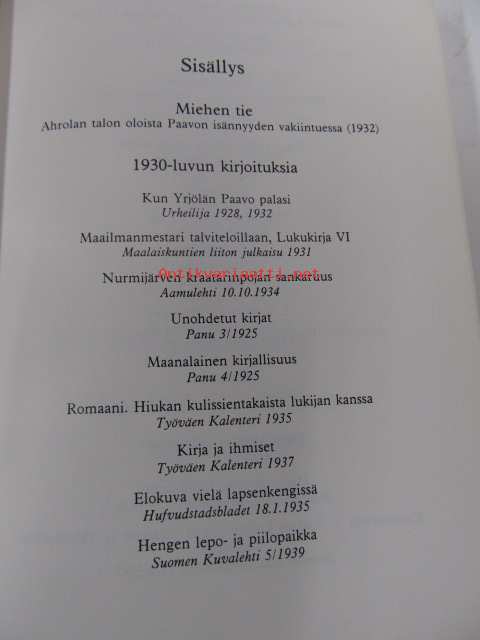 Sisällys
Miehen tie
Ahrolan talon oloista Paavon isännyyden vakiintuessa (1932)
1930-luvun kirjoituksia
Kun Yrjölän Paavo palasi
Urheilija 1928, 1932
Maailmanmestari talviteloillaan, Lukukirja VI
Maalaiskuntien liiton julkaisu 1931
Nurmijärven kraatarinpojan sankaruus
Antikvariaatti.net
Aamulehti 10.10.1934
Unohdetut kirjat
Panu 3/1925
Maanalainen kirjallisuus
Panu 4/1925
Romaani. Hiukan kulissientakaista lukijan kanssa
Työväen Kalenteri 1935
Kirja ja ihmiset
Työväen Kalenteri 1937
Elokuva vielä lapsenkengissä
Hufvudstadsbladet 18.1.1935
Hengen lepo- ja piilopaikka
Suomen Kuvalehti 5/1939